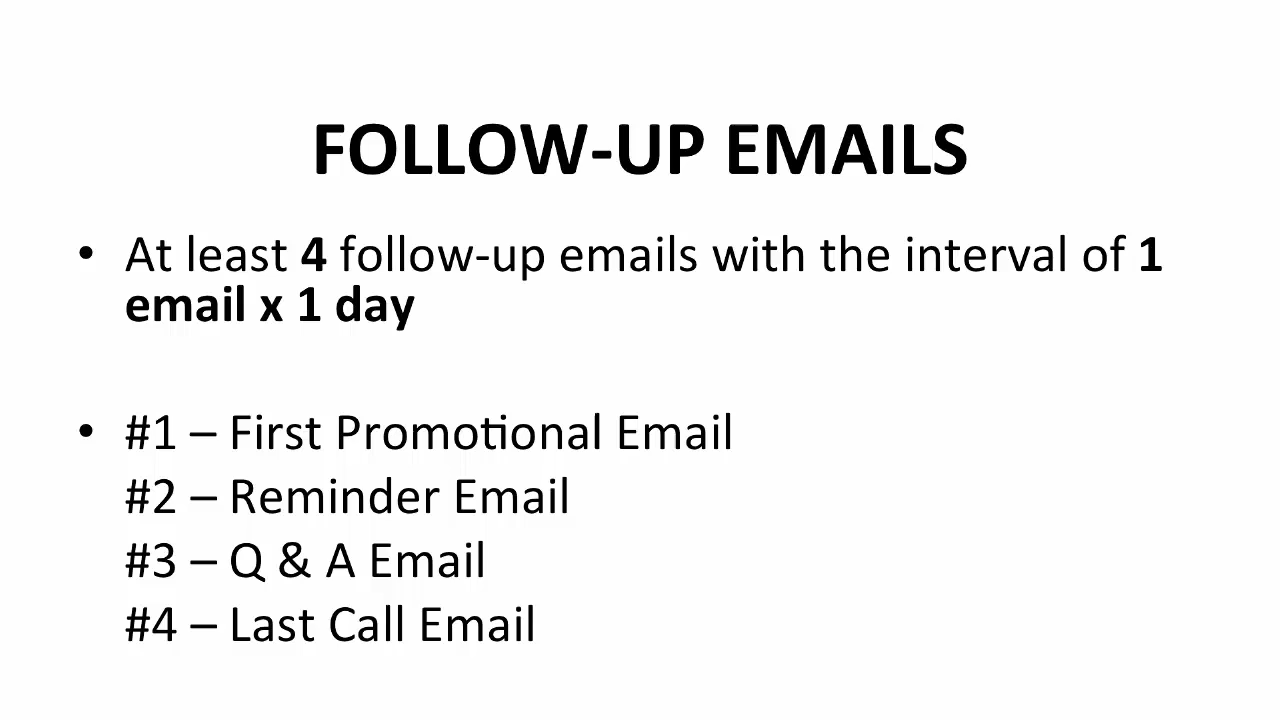 FOLLOW-UP EMAILS
• At least 4 follow-up emails with the interval of 1
email x 1 day
• #1 – First Promotional Email
#2 – Reminder Email
#3 – Q & A Email
#4 – Last Call Email